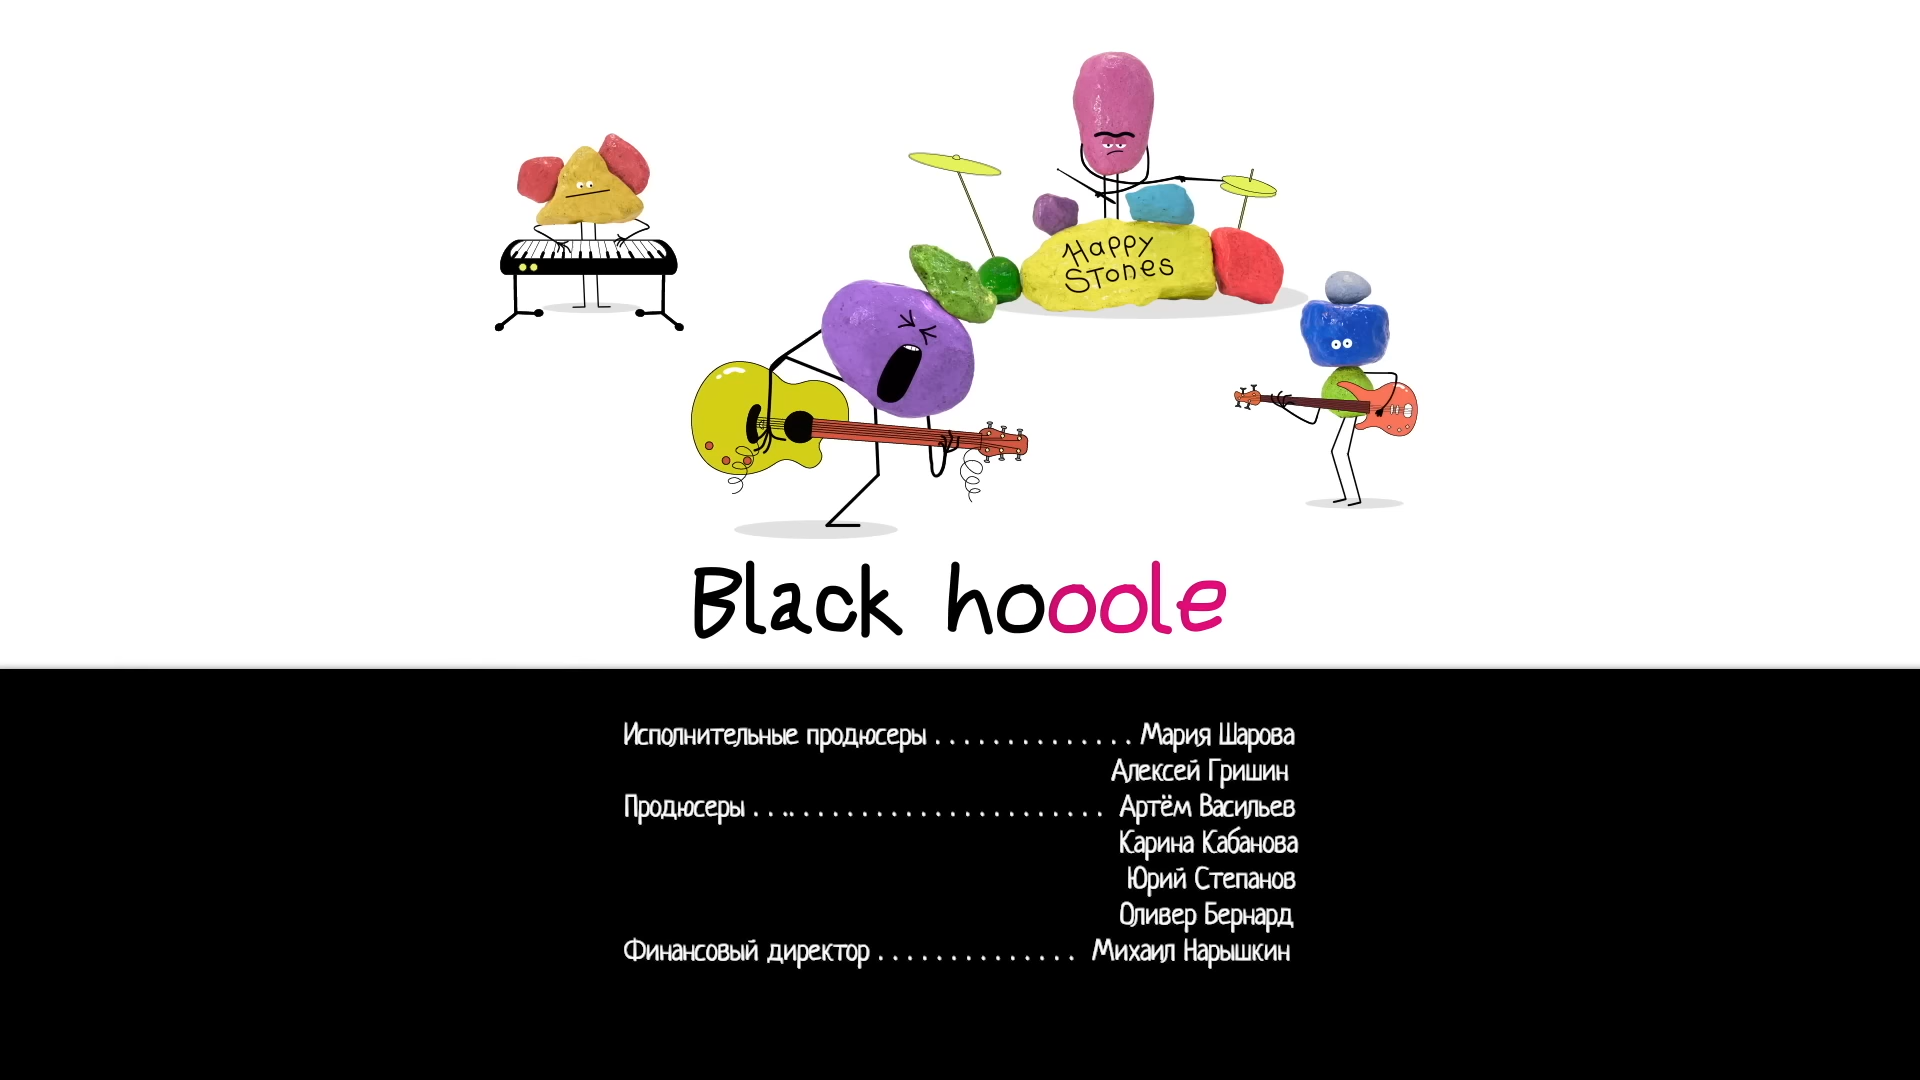 Happy
Stones
Black hooole
Исполнительные продюсеры . . . . . . . . . . . . . . Мария Шарова
Алексей Гришин
Продюсеры . . . .. . . . . . . . . . . . . . . . . . . . . . Артём Васильев
Карина Кабанова
Юрий Степанов
Оливер Бернард
Финансовый директор . . . . . . . . . . . . . . Михаил Нарышкин